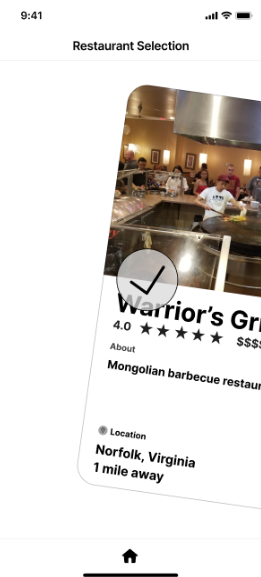 9:41
Restaurant Selection
Warrior's Gri
4.0 ★★★★★ $$$$
About
Mongolian barbecue restaur
Location
Norfolk, Virginia
1 mile away